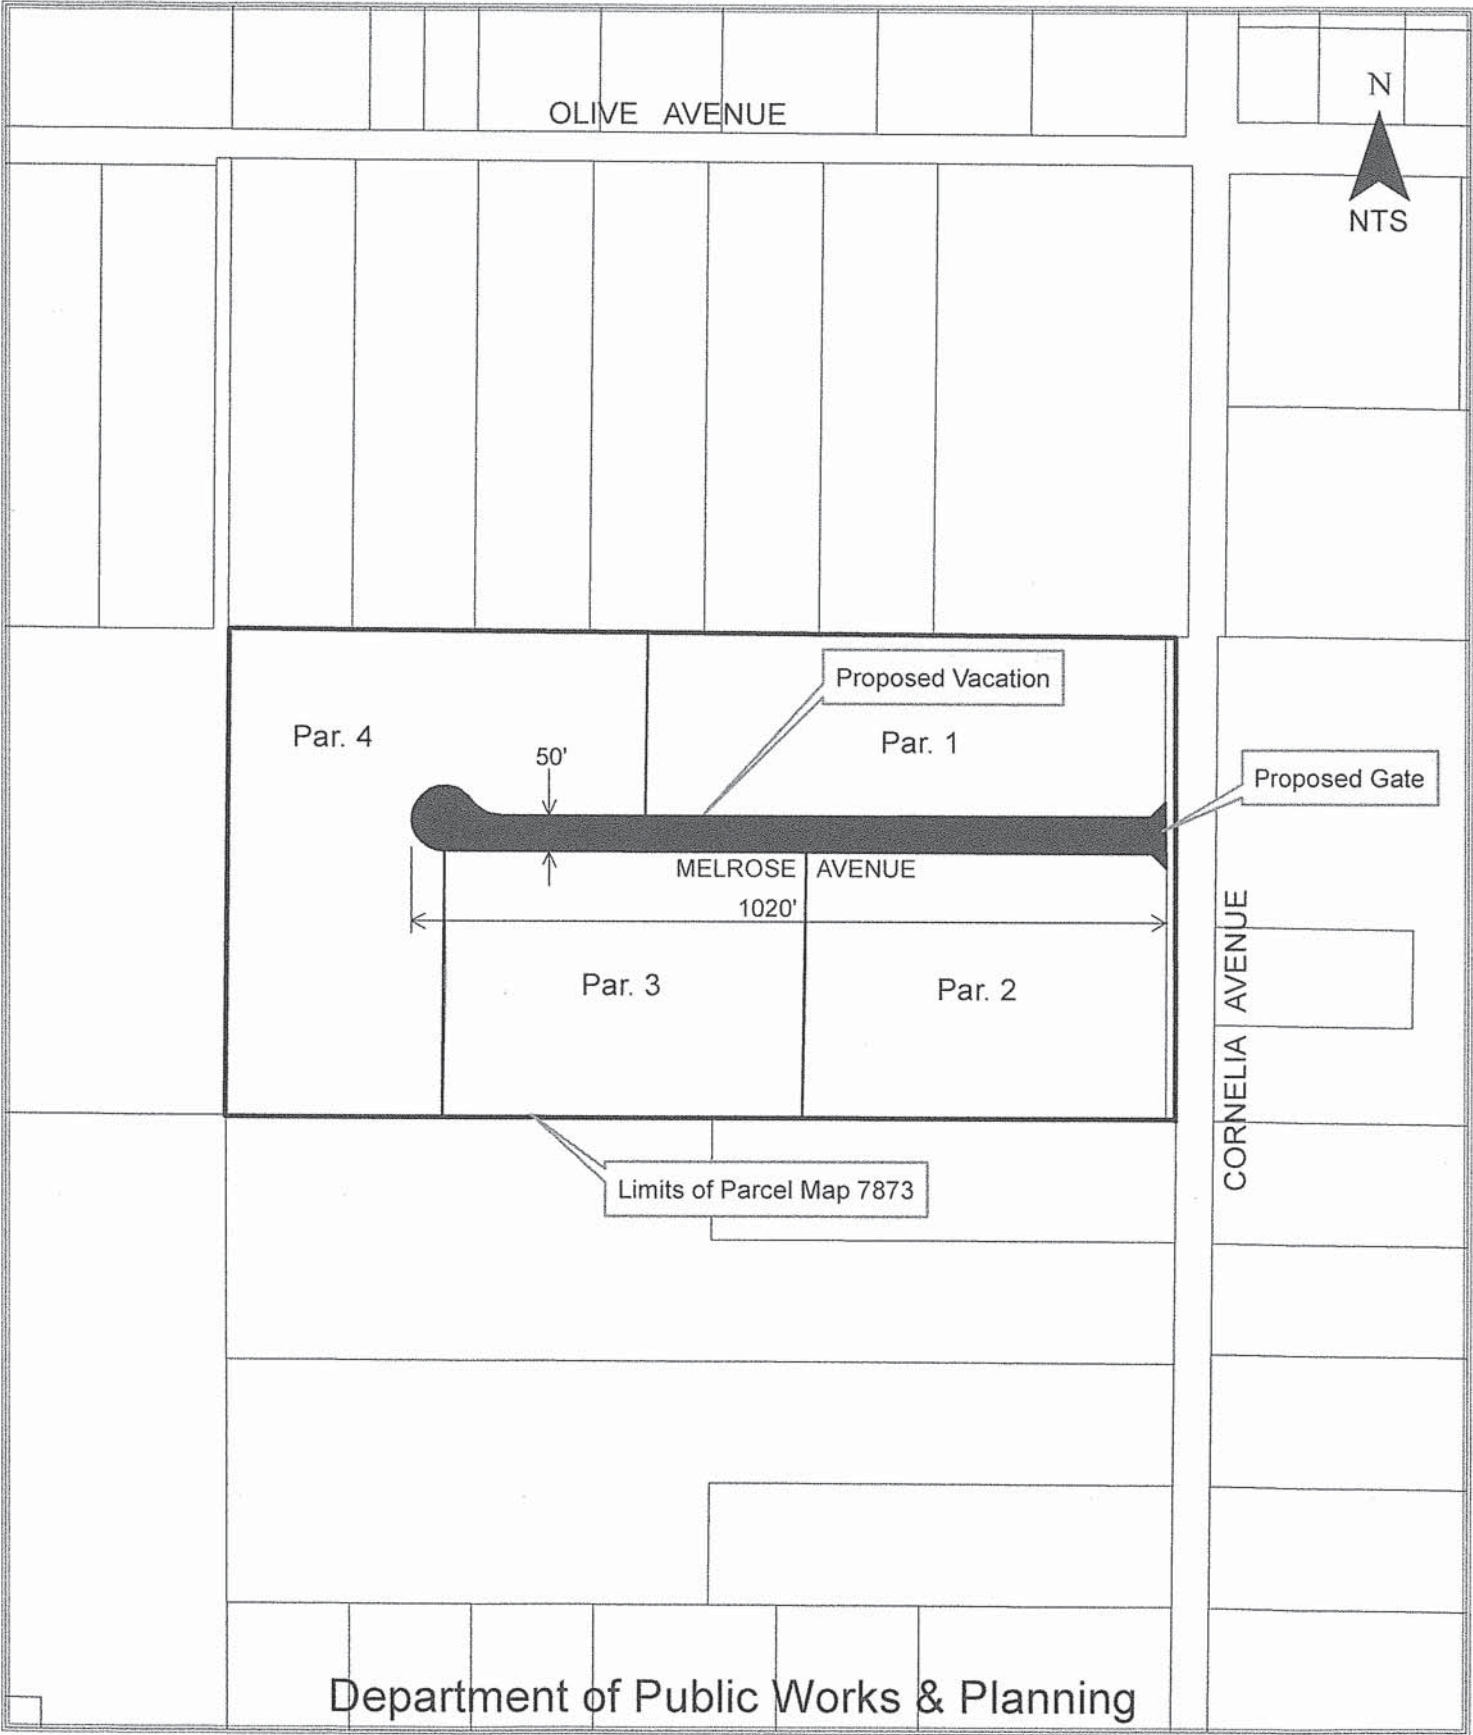 OLIVE AVENUE
N
NTS
Proposed Vacation
Par. 4
Par. 1
50'
Proposed Gate
MELROSE AVENUE
1020'
CORNELIA AVENUE
Par. 3
Par. 2
Limits of Parcel Map 7873
Department of Public Works & Planning